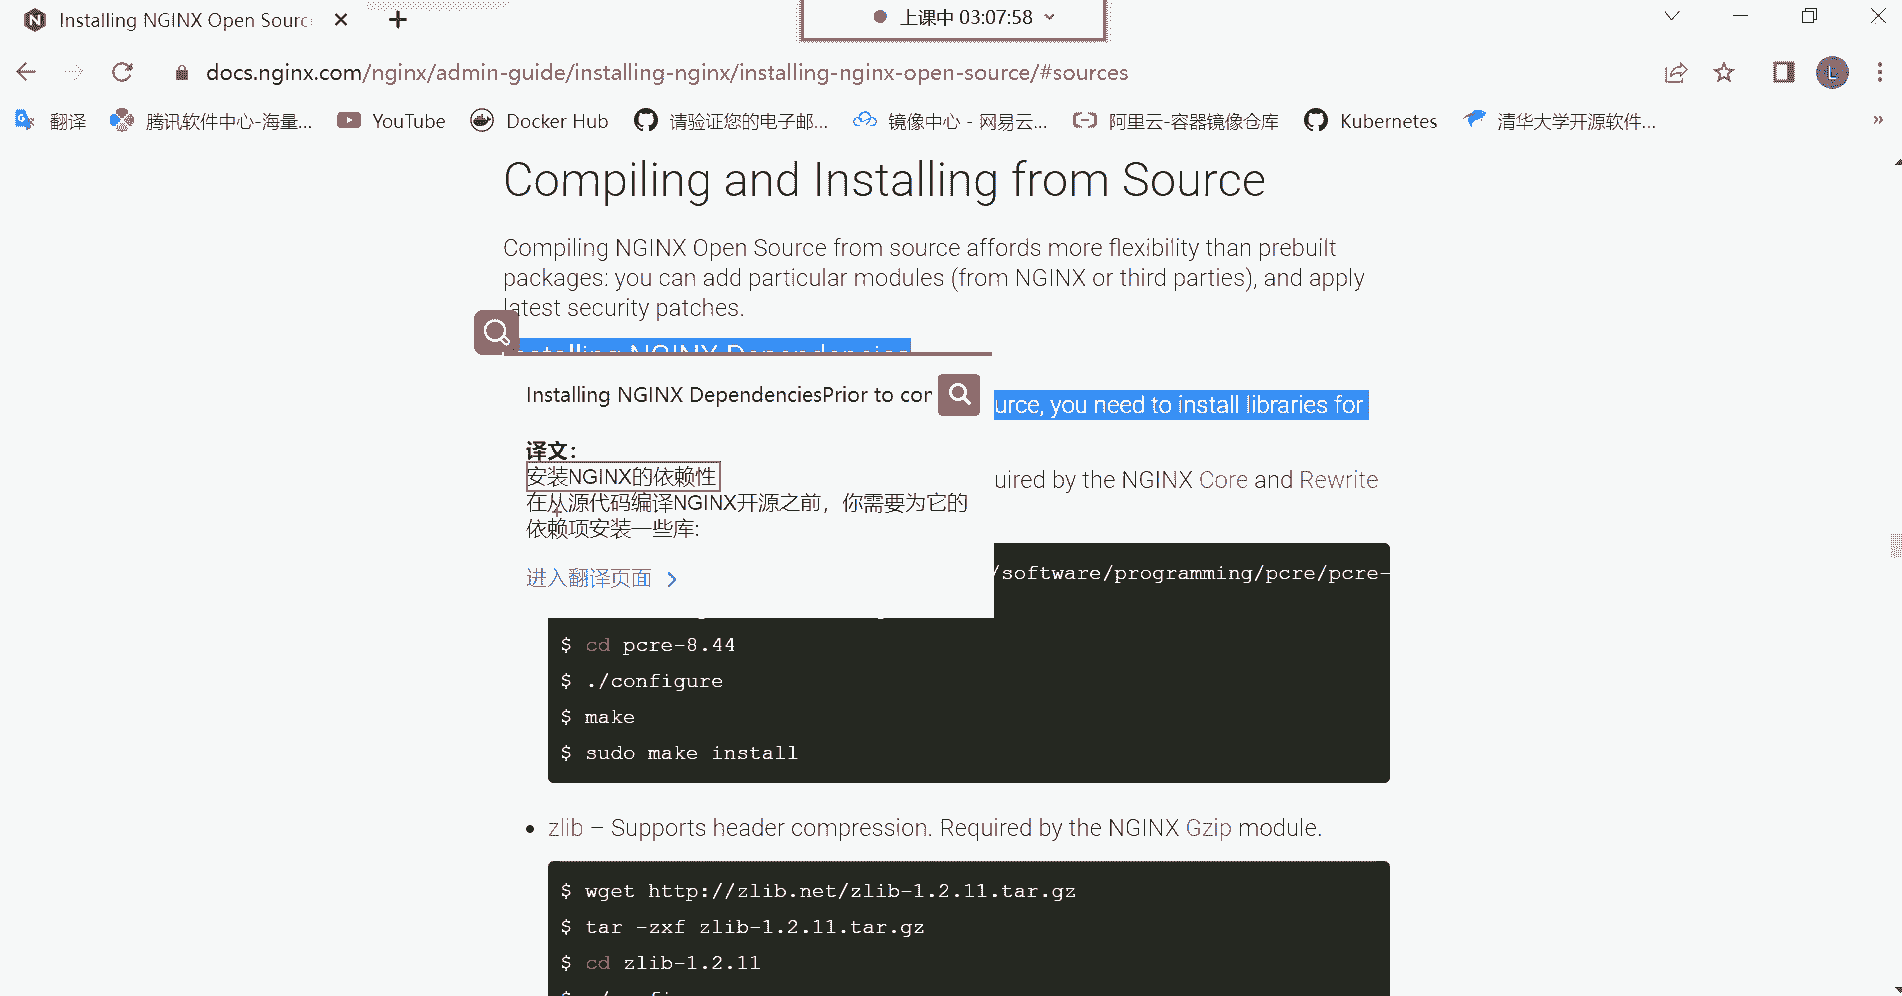 Installing NGINX Open Sourc
上课中 03:07:58
docs.nginx.com/nginx/admin-guide/installing-nginx/installing-nginx-open-source/#sources
L
翻译
腾讯软件中心-海量...
YouTube
Docker Hub
请验证您的电子邮...
镜像中心 - 网易云...
阿里云-容器镜像仓库
Kubernetes
清华大学开源软件...
»
Compiling and Installing from Source
Compiling NGINX Open Source from source affords more flexibility than prebuilt
packages: you can add particular modules (from NGINX or third parties), and apply
latest security patches.
Installing NGINX Dependencies
Installing NGINX DependenciesPrior to cor
urce, you need to install libraries for
译文:
安装NGINX的依赖性
uired by the NGINX Core and Rewrite
在从源代码编译NGINX开源之前，你需要为它的
依赖项安装一些库:
进入翻译页面 >
/software/programming/pcre/pcre-
$ cd pcre-8.44
$ ./configure
$ make
$ sudo make install
• zlib – Supports header compression. Required by the NGINX Gzip module.
$ wget http://zlib.net/zlib-1.2.11.tar.gz
$ tar -zxf zlib-1.2.11.tar.gz
$ cd zlib-1.2.11